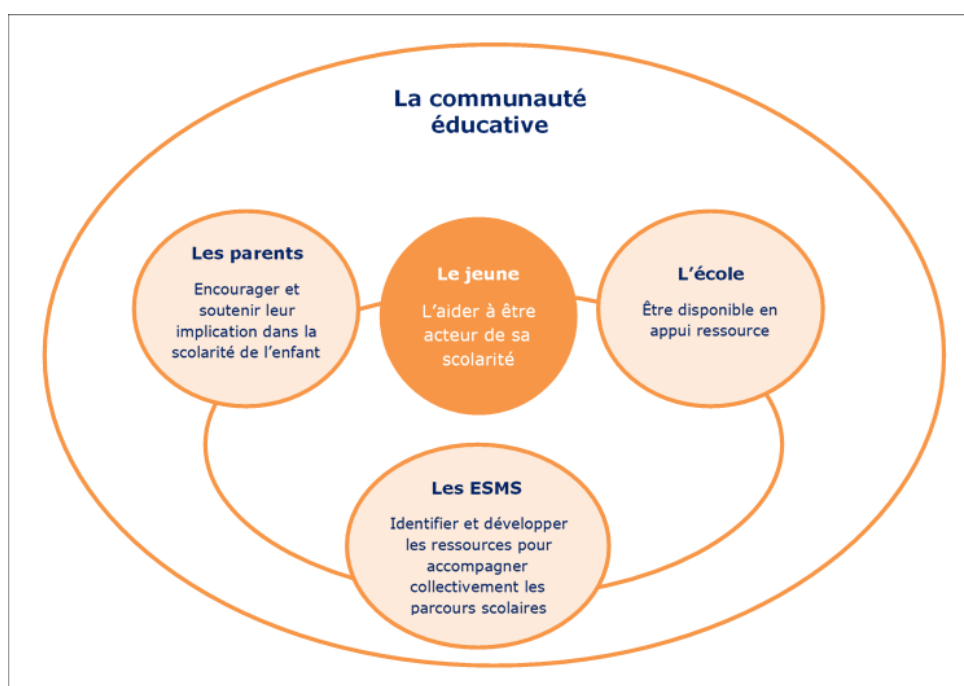 La communauté
éducative
Les parents
Encourager et
soutenir leur
implication dans la
scolarité de l’enfant
Le jeune
L’aider à être
acteur de sa
scolarité
L’école
Être disponible en
appui ressource
Les ESMS
Identifier et développer
les ressources pour
accompagner
collectivement les
parcours scolaires